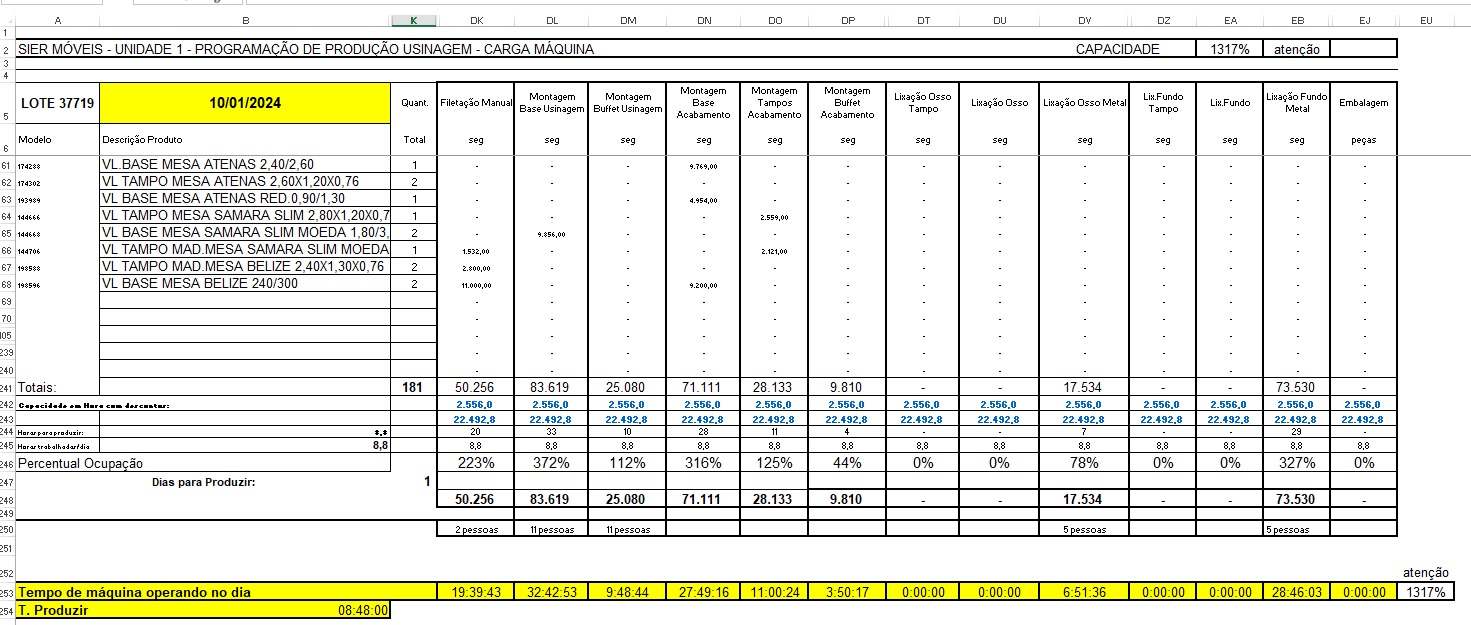 A B K DK DL DM DN DO DP DT DU DV DZ EA EB EJ EU
1
2 SIER MÓVEIS - UNIDADE 1 - PROGRAMAÇÃO DE PRODUÇÃO USINAGEM - CARGA MÁQUINA CAPACIDADE 1317% atenção
3
4
5 LOTE 37719 10/01/2024 Quant. Filetação Manual Montagem Base Usinagem Montagem Buffet Usinagem Montagem Base Acabamento Montagem Tampos Acabamento Montagem Buffet Acabamento Lixação Osso Tampo Lixação Osso Lixação Osso Metal Lix.Fundo Tampo Lix.Fundo Lixação Fundo Metal Embalagem
6 Modelo Descrição Produto Total seg seg seg seg seg seg seg seg seg seg seg seg peças
61 174288 VL.BASE MESA ATENAS 2,40/2,60 1 - - - 9.769,00 - - - - - - - - -
62 174302 VL TAMPO MESA ATENAS 2,60X1,20X0,76 2 - - - - - - - - - - - - -
63 193989 VL BASE MESA ATENAS RED.0,90/1,30 1 - - - 4.954,00 - - - - - - - - -
64 144666 VL TAMPO MESA SAMARA SLIM 2,80X1,20X0,7 1 - - - - 2.559,00 - - - - - - - -
65 144668 VL BASE MESA SAMARA SLIM MOEDA 1,80/3, 2 - 9.856,00 - - - - - - - - - - -
66 144706 VL TAMPO MAD.MESA SAMARA SLIM MOEDA 1 1.532,00 - - - 2.121,00 - - - - - - - -
67 198588 VL TAMPO MAD.MESA BELIZE 2,40X1,30X0,76 2 2.800,00 - - - - - - - - - - - -
68 198596 VL BASE MESA BELIZE 240/300 2 11.000,00 - - 9.200,00 - - - - - - - - -
69 - - - - - - - - - - - - -
70 - - - - - - - - - - - - -
105 - - - - - - - - - - - - -
239 - - - - - - - - - - - - -
240 - - - - - - - - - - - - -
241 Totais: 181 50.256 83.619 25.080 71.111 28.133 9.810 - - 17.534 - - 73.530 -
242 Capacidade em Hora com descontar: 2.556,0 2.556,0 2.556,0 2.556,0 2.556,0 2.556,0 2.556,0 2.556,0 2.556,0 2.556,0 2.556,0 2.556,0 2.556,0
243 22.492,8 22.492,8 22.492,8 22.492,8 22.492,8 22.492,8 22.492,8 22.492,8 22.492,8 22.492,8 22.492,8 22.492,8 22.492,8
244 Horas para produzir: 20 33 10 28 11 4 - - 7 - - 29 -
245 Horas trabalhadas/dia 8,8 8,8 8,8 8,8 8,8 8,8 8,8 8,8 8,8 8,8 8,8 8,8 8,8 8,8
246 Percentual Ocupação 223% 372% 112% 316% 125% 44% 0% 0% 78% 0% 0% 327% 0%
247 Dias para Produzir: 1
248 50.256 83.619 25.080 71.111 28.133 9.810 - - 17.534 - - 73.530 -
249
250 2 pessoas 11 pessoas 11 pessoas 5 pessoas 5 pessoas
251
252 atenção
253 Tempo de máquina operando no dia 19:39:43 32:42:53 9:48:44 27:49:16 11:00:24 3:50:17 0:00:00 0:00:00 6:51:36 0:00:00 0:00:00 28:46:03 0:00:00 1317%
254 T. Produzir 08:48:00